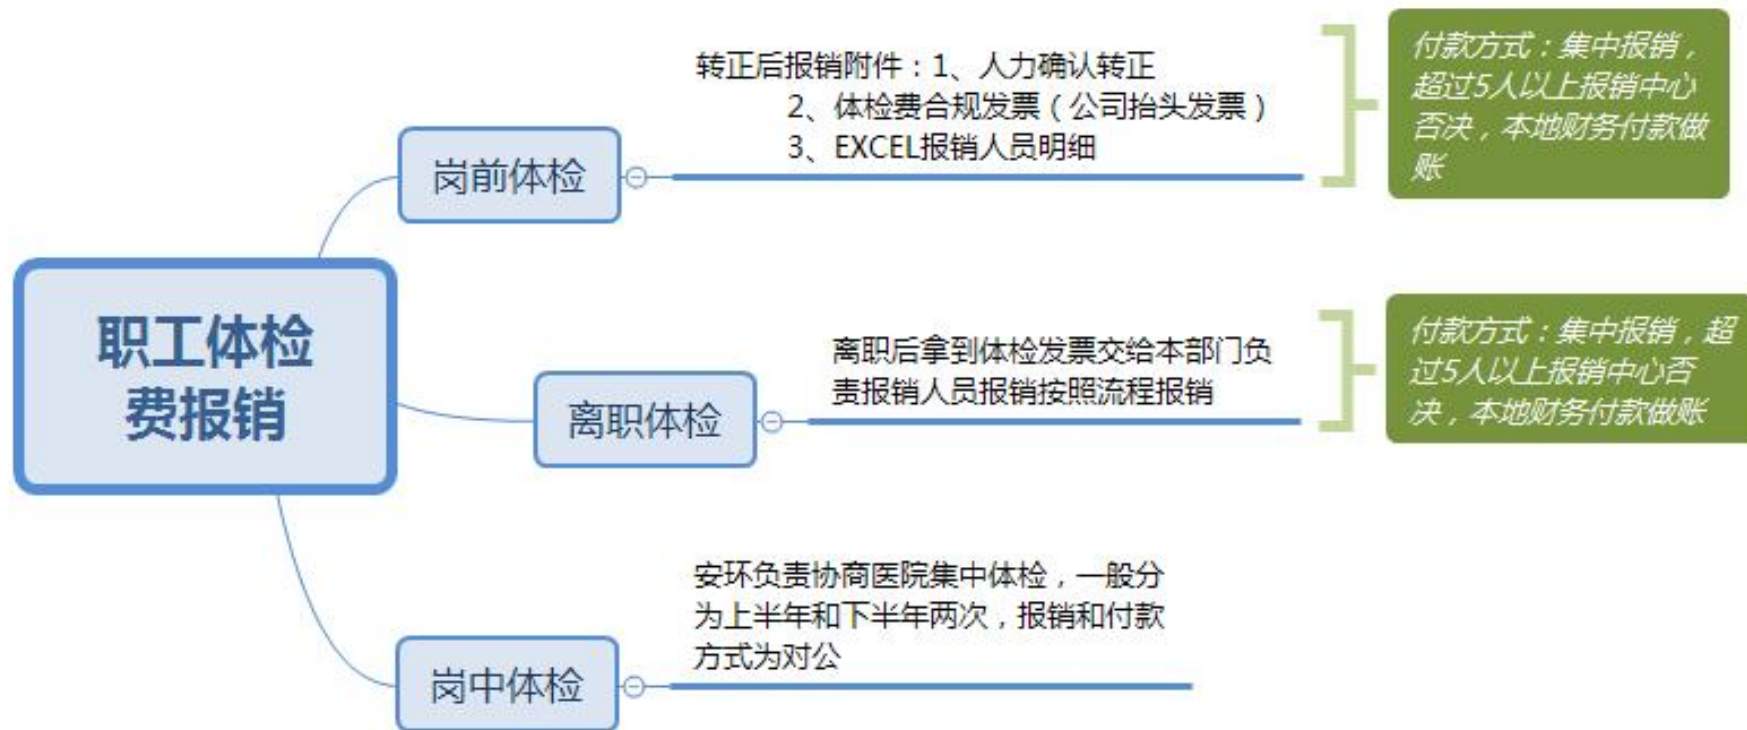 职工体检
费报销
岗前体检
转正后报销附件：1、人力确认转正
2、体检费合规发票（公司抬头发票）
3、EXCEL报销人员明细
付款方式：集中报销，
超过5人以上报销中心
否决，本地财务付款做
账
离职体检
离职后拿到体检发票交给本部门负
责报销人员报销按照流程报销
付款方式：集中报销，超
过5人以上报销中心否
决，本地财务付款做账
岗中体检
安环负责协商医院集中体检，一般分
为上半年和下半年两次，报销和付款
方式为对公